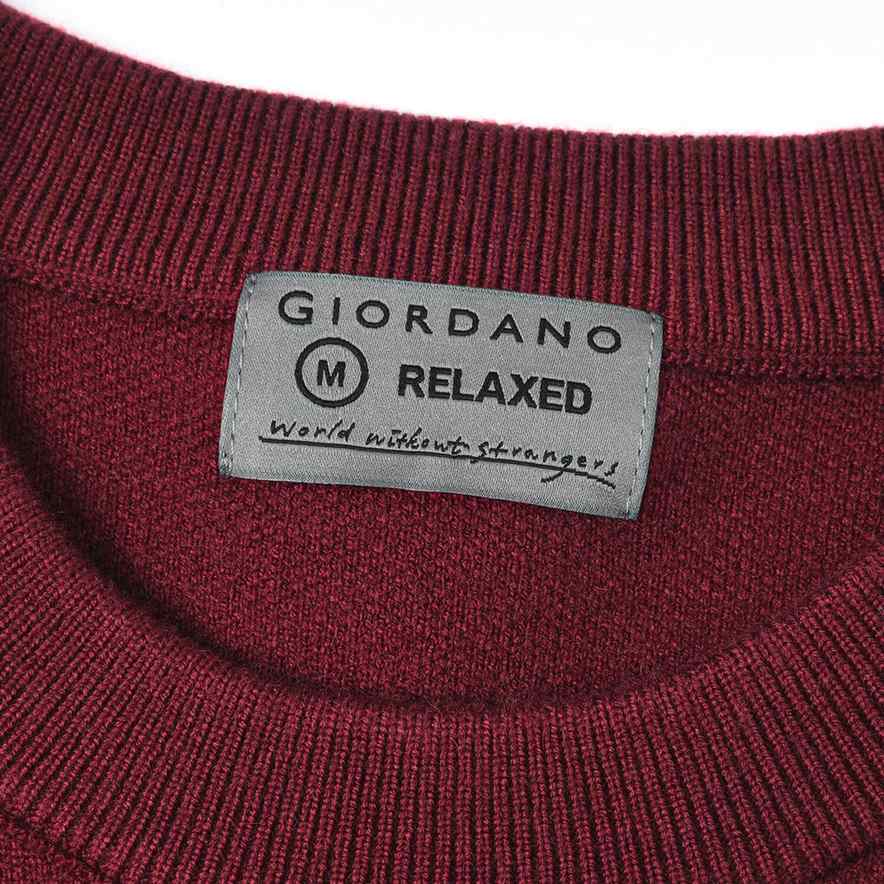 GIORDANO
M RELAXED
World without strangers